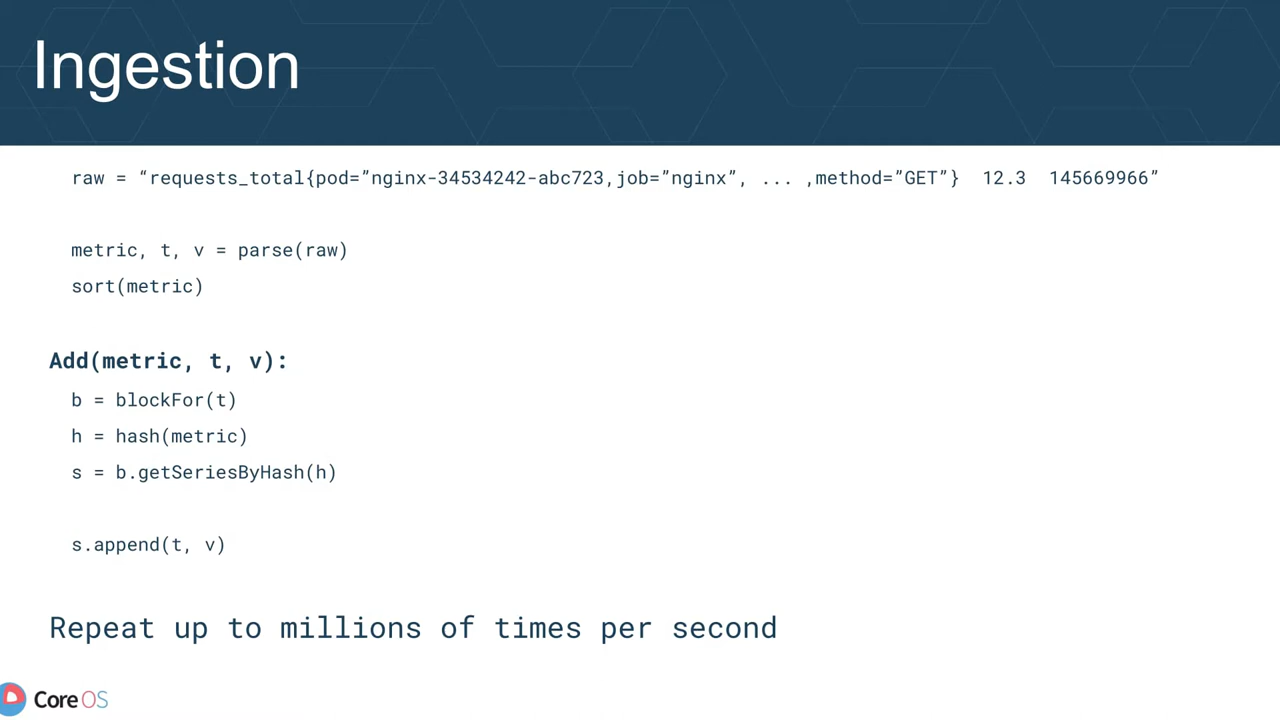 Ingestion
raw = “requests_total{pod=”nginx-34534242-abc723,job=”nginx”, ... ,method=”GET”} 12.3 145669966”
metric, t, v = parse(raw)
sort(metric)
Add(metric, t, v):
b = blockFor(t)
h = hash(metric)
s = b.getSeriesByHash(h)
s.append(t, v)
Repeat up to millions of times per second
CoreOS